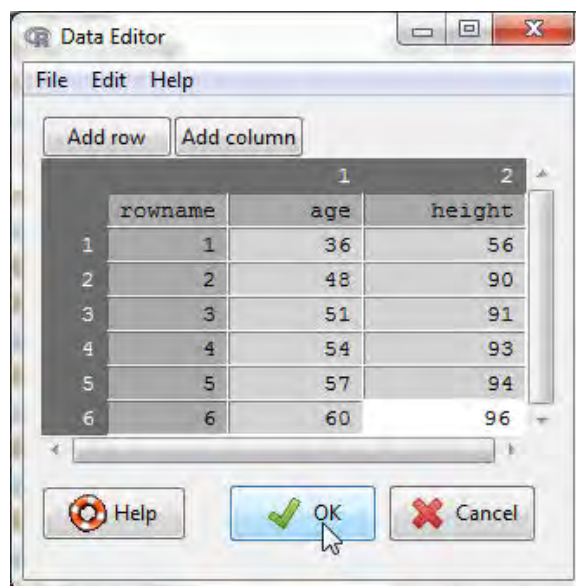 Data Editor
File Edit Help
Add row Add column
1 2
rowname age height
1 1 36 56
2 2 48 90
3 3 51 91
4 4 54 93
5 5 57 94
6 6 60 96
Help OK Cancel